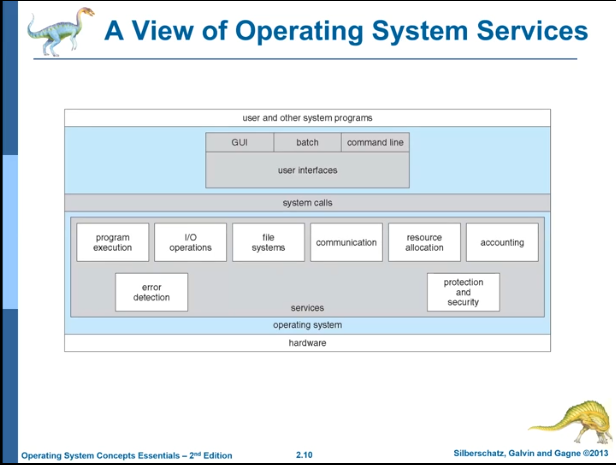 A View of Operating System Services
user and other system programs
GUI batch command line
user interfaces
system calls
program
execution
I/O
operations
file
systems
communication
resource
allocation
accounting
error
detection
protection
and
security
services
operating system
hardware
Operating System Concepts Essentials – 2nd Edition
2.10
Silberschatz, Galvin and Gagne ©2013